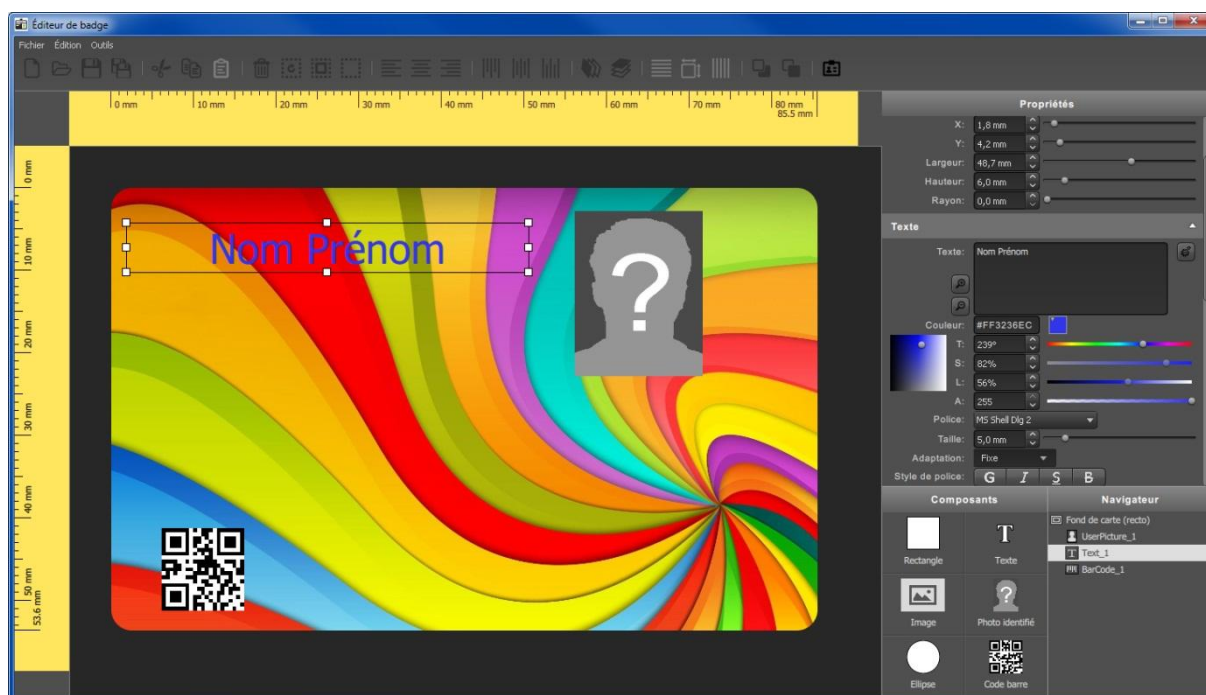 Éditeur de badge
Fichier Édition Outils
0 mm 10 mm 20 mm 30 mm 40 mm 50 mm 60 mm 70 mm 80 mm
85.5 mm
0 mm
10 mm
20 mm
30 mm
40 mm
50 mm
53.6 mm
Nom Prénom
?
Propriétés
X: 1,8 mm
Y: 4,2 mm
Largeur: 48,7 mm
Hauteur: 6,0 mm
Rayon: 0,0 mm
Texte
Texte: Nom Prénom
Couleur: #FF3236EC
T: 239°
S: 82%
L: 56%
A: 255
Police: MS Shell Dlg 2
Taille: 5,0 mm
Adaptation: Fixe
Style de police: G I S B
Composants
Rectangle
T
Texte
Image
?
Photo identifié
Ellipse
Code barre
Navigateur
Fond de carte (recto)
UserPicture_1
T Text_1
BarCode_1